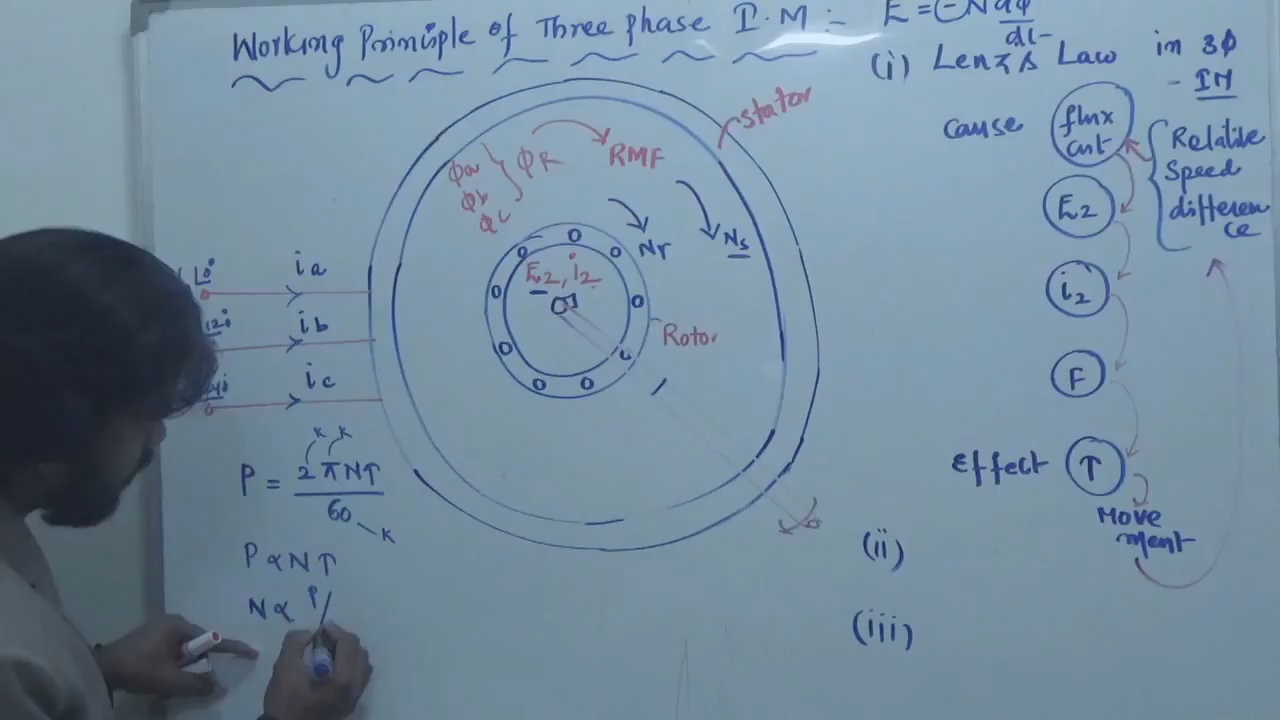 Working Principle of Three phase I.M :-
E = (-)N dφ/dt
(i) Lenz's Law in 3φ
- IM
stator
φa
φb
φc
φR
RMF
Nr
Ns
E2, i2
Rotor
ia
ib
ic
P = 2πNT/60
K K
K
P ∝ NT
N ∝ P/
cause
flux
cut
Relative
Speed
differen
ce
E2
i2
F
Effect
T
Move
ment
(ii)
(iii)